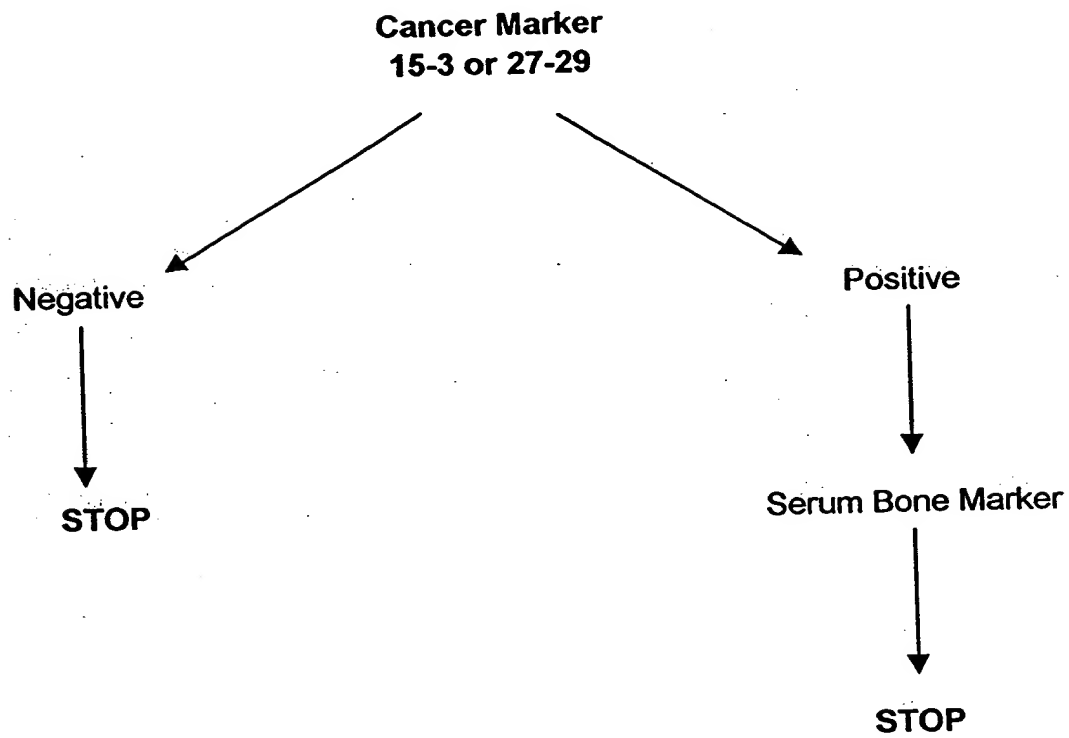 Cancer Marker
15-3 or 27-29
Negative
Positive
STOP
Serum Bone Marker
STOP